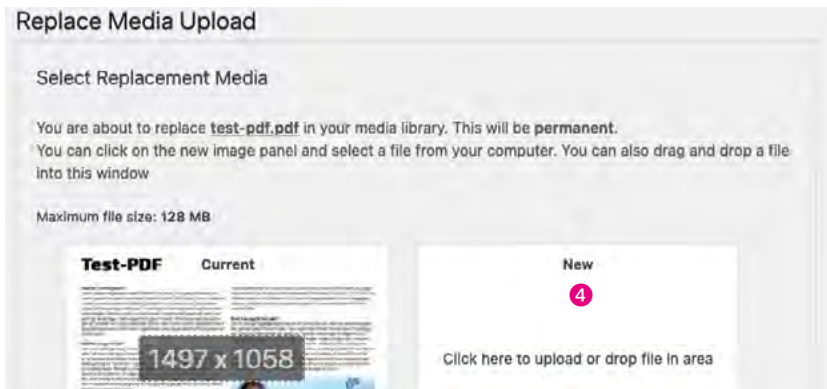 Replace Media Upload
Select Replacement Media
You are about to replace test-pdf.pdf in your media library. This will be permanent.
You can click on the new image panel and select a file from your computer. You can also drag and drop a file
into this window
Maximum file size: 128 MB
Test-PDF
Current
1497 x 1058
New
4
Click here to upload or drop file in area